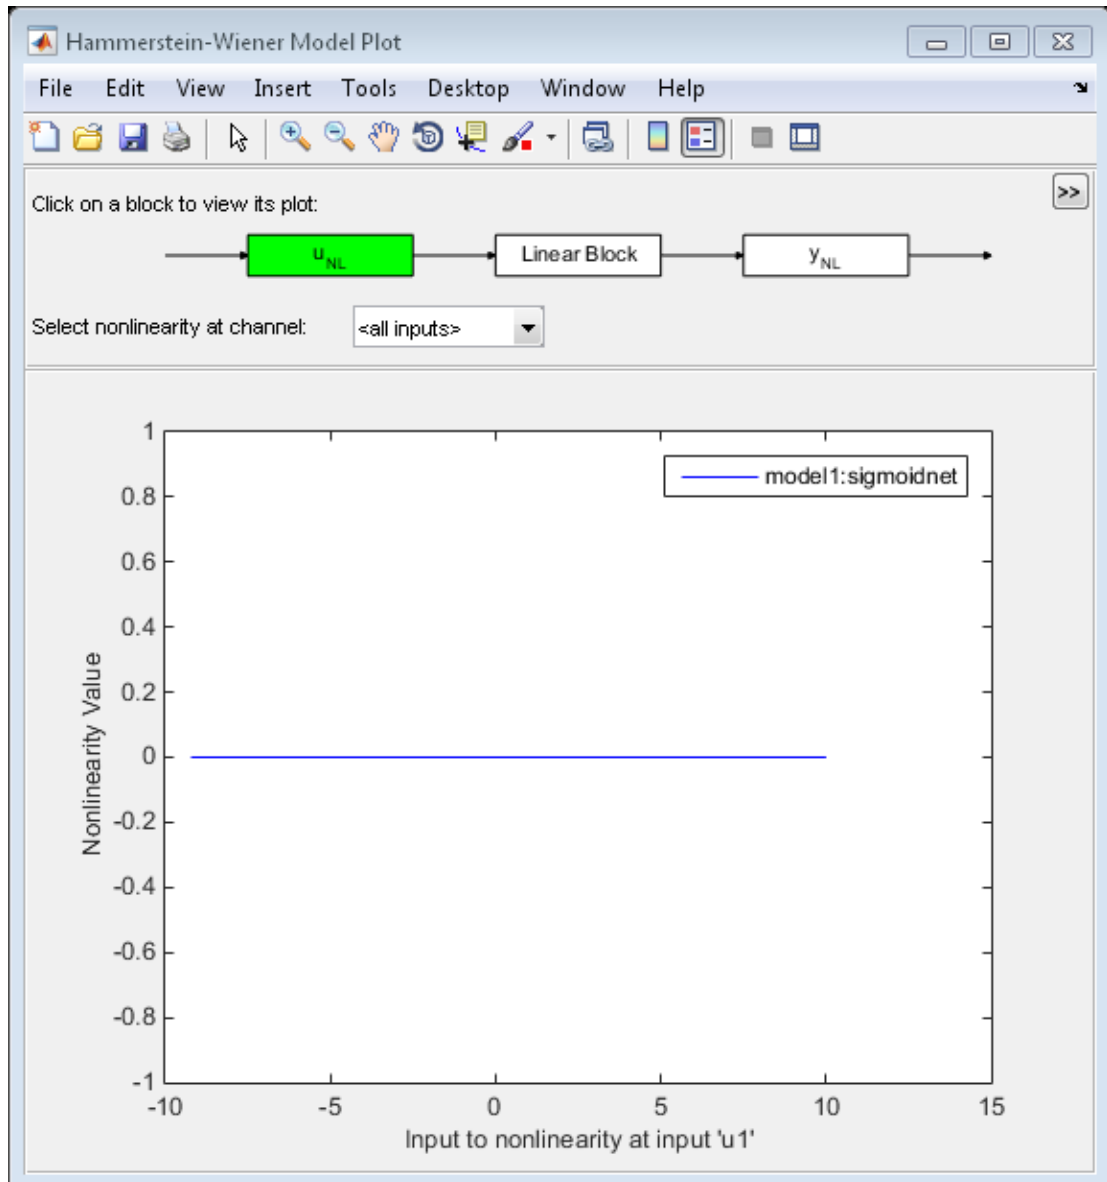 Hammerstein-Wiener Model Plot
File Edit View Insert Tools Desktop Window Help
>>
Click on a block to view its plot:
uNL Linear Block yNL
Select nonlinearity at channel: <all inputs>
1
model1:sigmoidnet
0.8
0.6
0.4
0.2
0
-0.2
-0.4
-0.6
-0.8
-1
Nonlinearity Value
-10 -5 0 5 10 15
Input to nonlinearity at input 'u1'